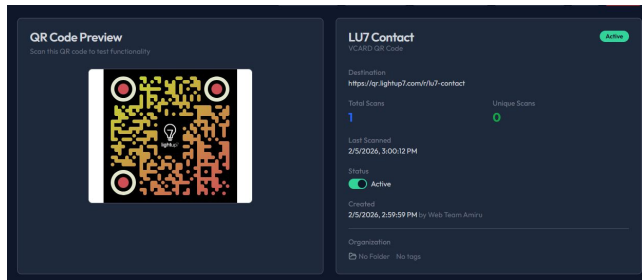 QR Code Preview
Scan this QR code to test functionality
lightup7
LU7 Contact
Active
VCARD QR Code
Destination
https://qr.lightup7.com/r/lu7-contact
Total Scans
Unique Scans
1
0
Last Scanned
2/5/2026, 3:00:12 PM
Status
Active
Created
2/5/2026, 2:59:59 PM by Web Team Amiru
Organization
No Folder No tags